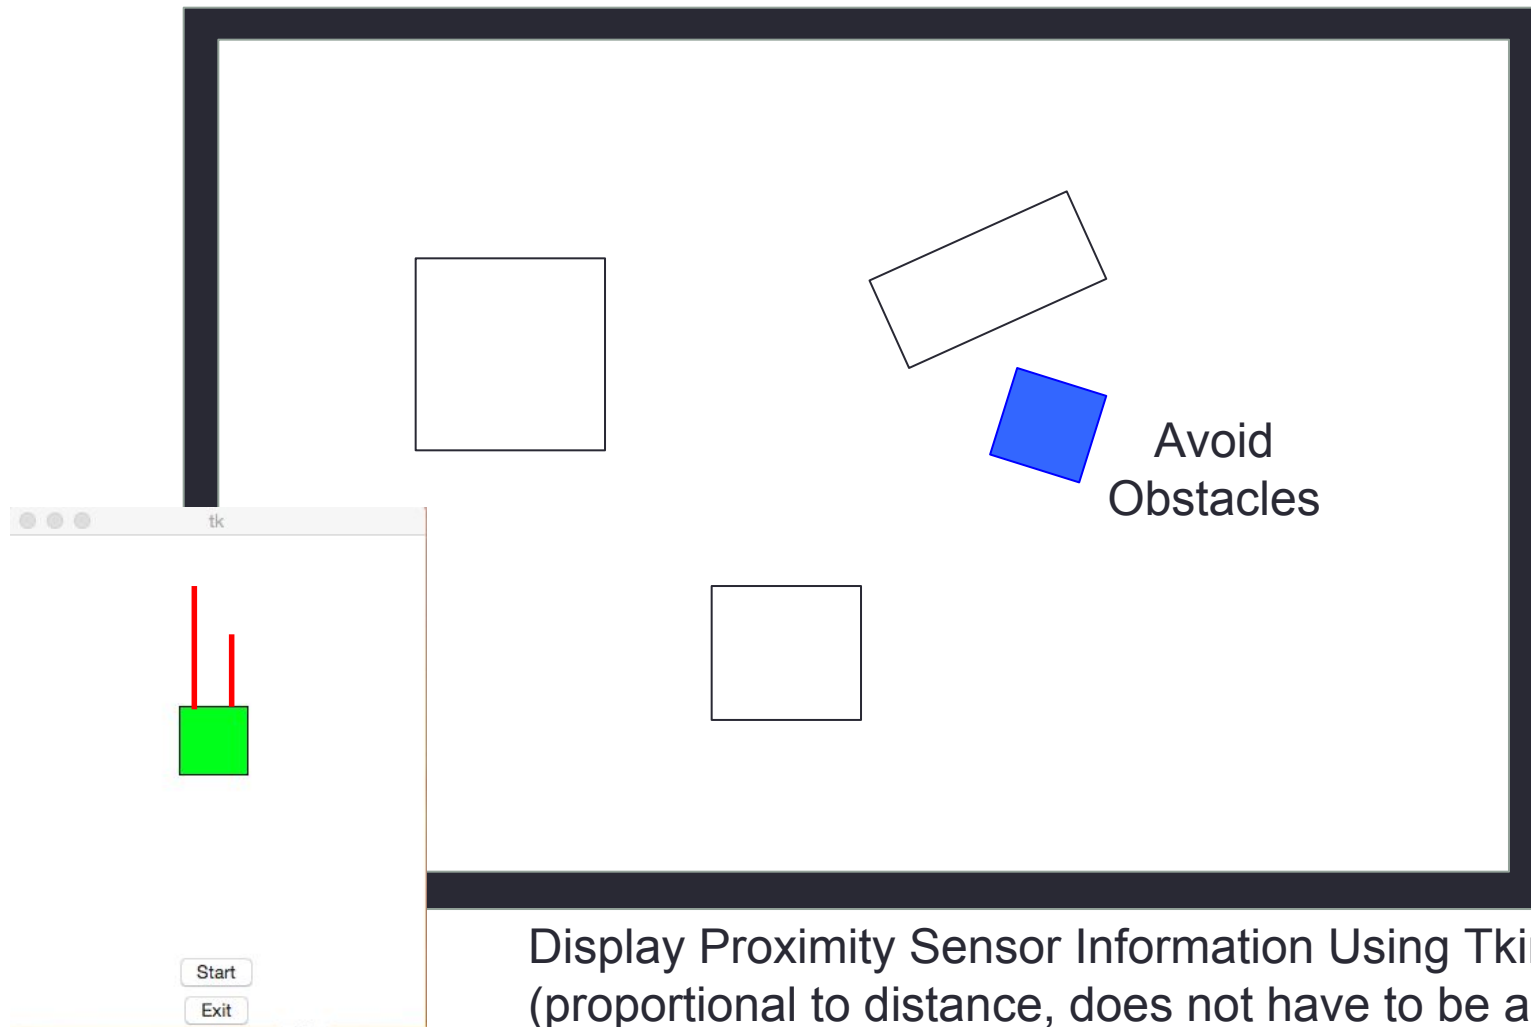 Avoid
Obstacles
tk
Start
Exit
Display Proximity Sensor Information Using
(proportional to distance, does not have to be